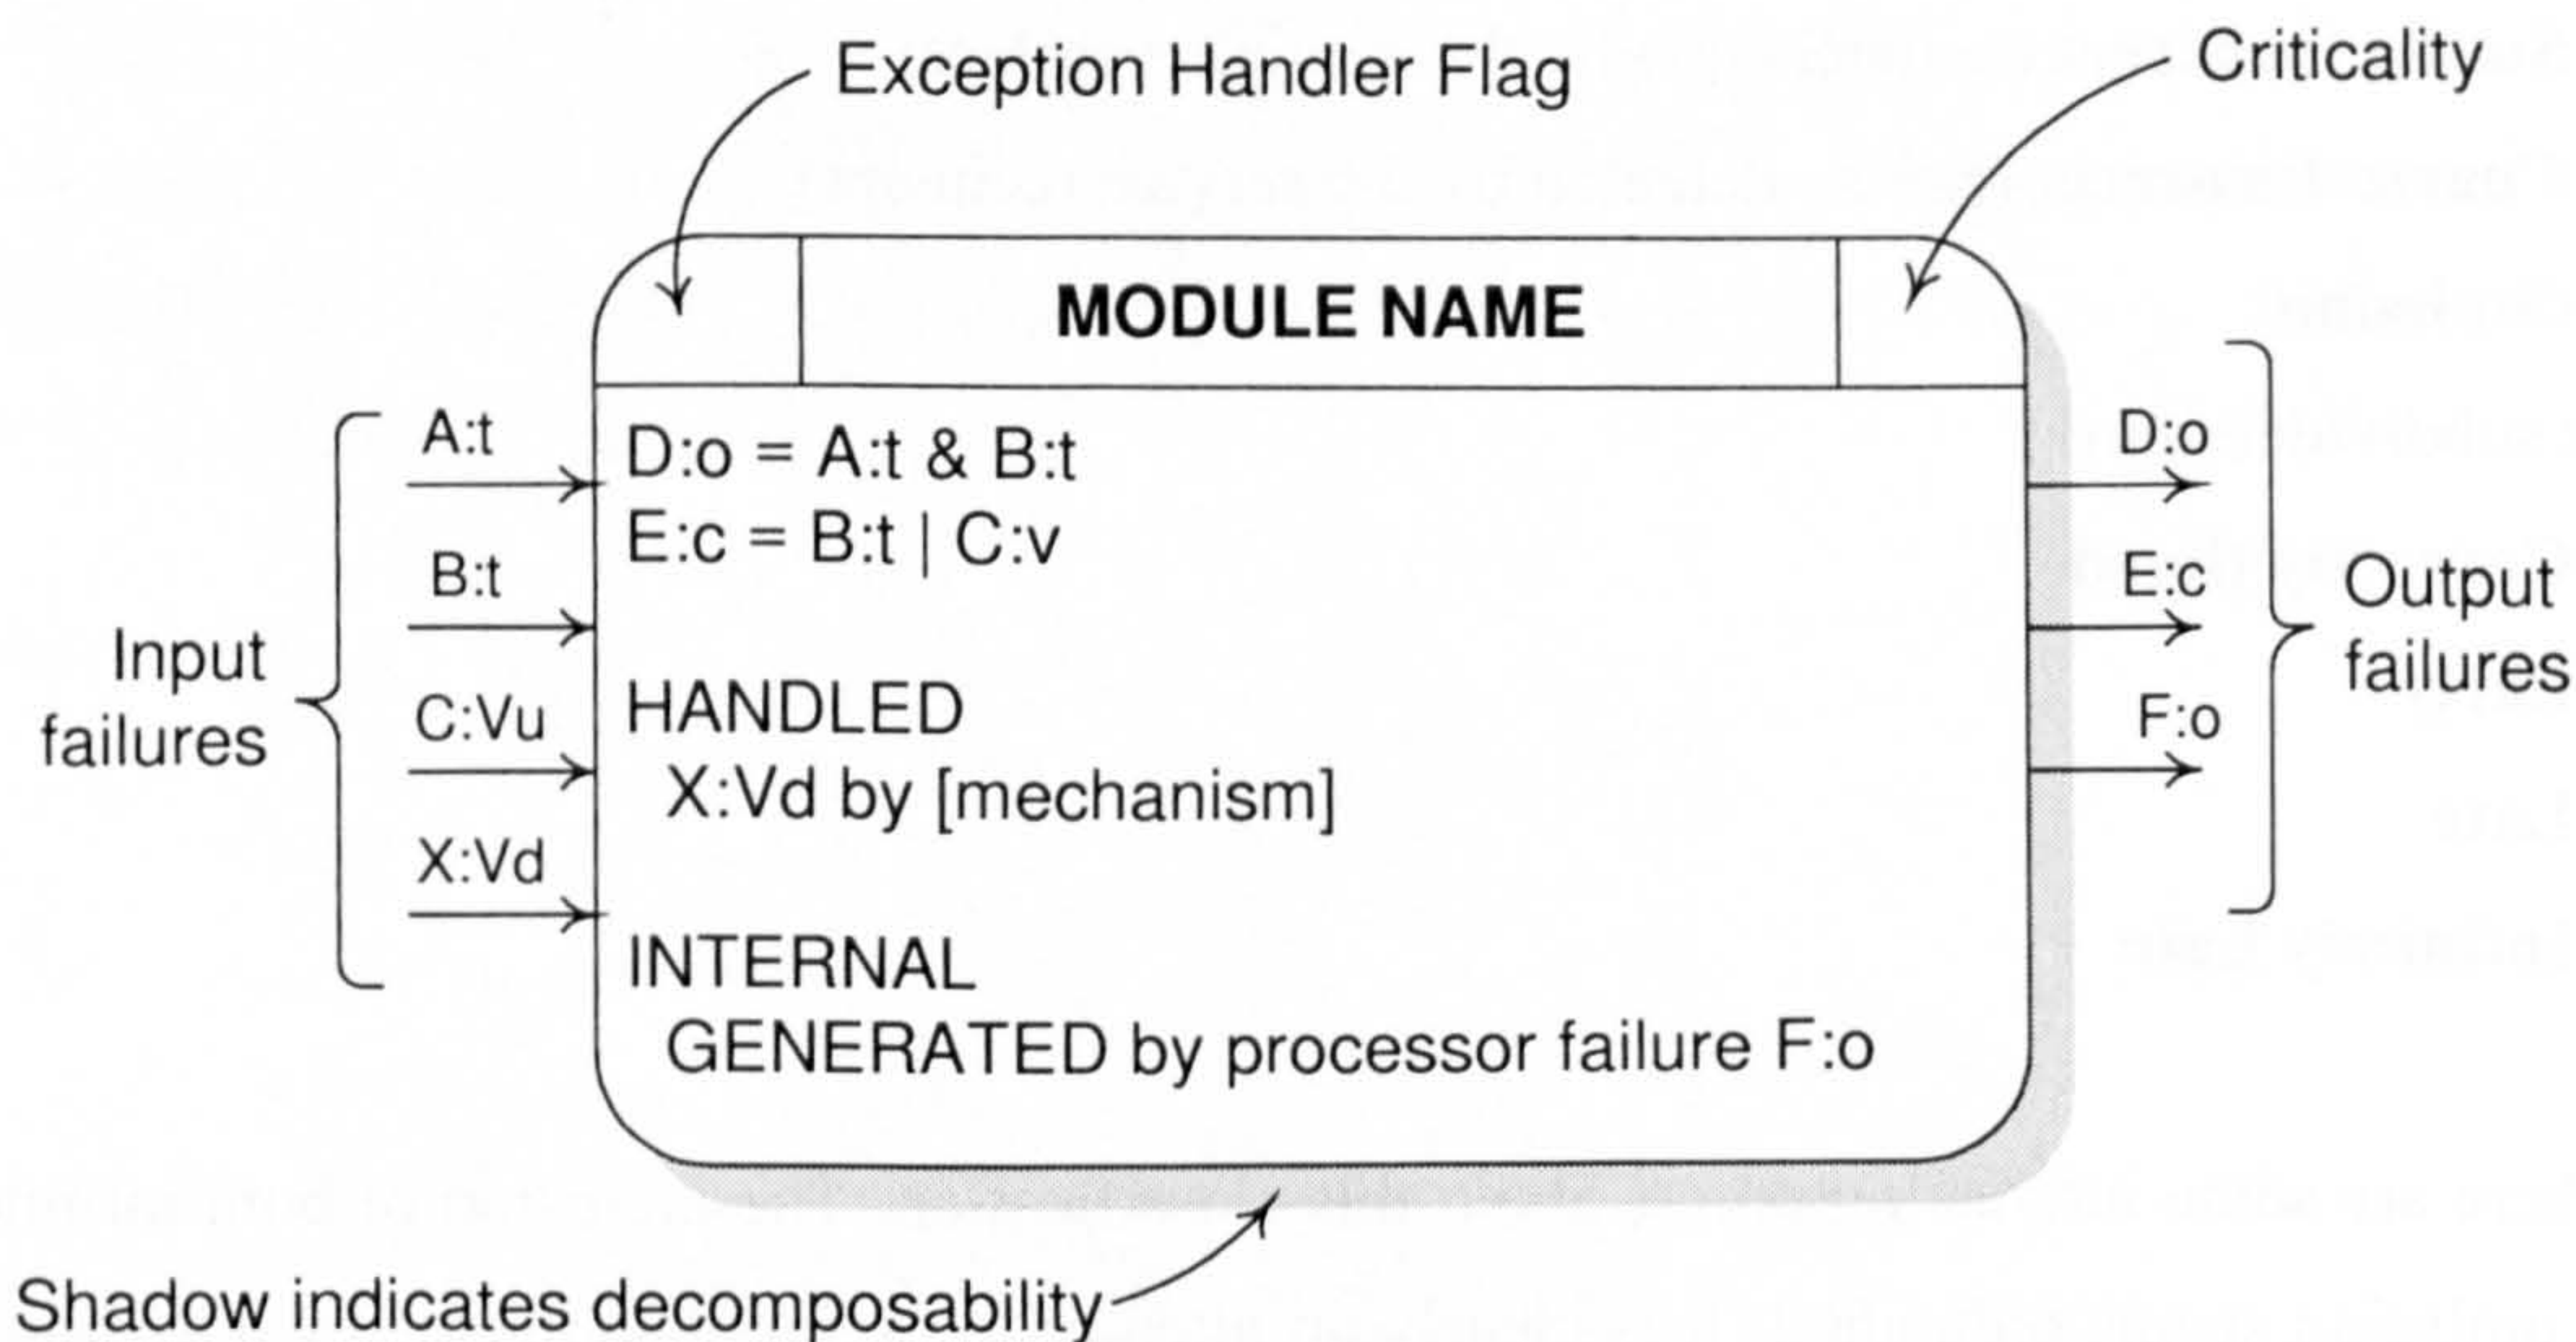 Exception Handler Flag
Criticality
MODULE NAME
Input
failures
A:t
B:t
C:Vu
X:Vd
D:o = A:t & B:t
E:c = B:t | C:v
HANDLED
X:Vd by [mechanism]
INTERNAL
GENERATED by processor failure F:o
D:o
E:c
F:o
Output
failures
Shadow indicates decomposability